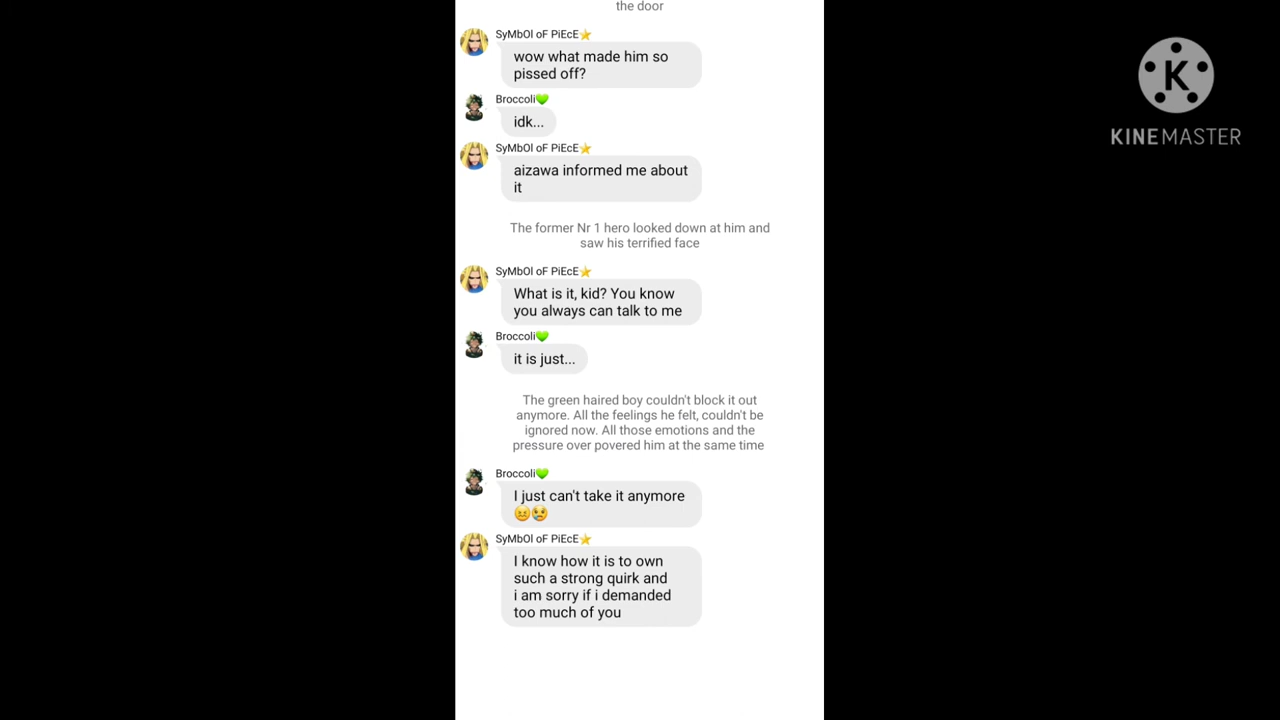 the door
SyMbOl oF PiEcE⭐
wow what made him so
pissed off?
Broccoli💚
idk...
SyMbOl oF PiEcE⭐
aizawa informed me about
it
The former Nr 1 hero looked down at him and
saw his terrified face
SyMbOl oF PiEcE⭐
What is it, kid? You know
you always can talk to me
Broccoli💚
it is just...
The green haired boy couldn't block it out
anymore. All the feelings he felt, couldn't be
ignored now. All those emotions and the
pressure over povered him at the same time
Broccoli💚
I just can't take it anymore
😖😢
SyMbOl oF PiEcE⭐
I know how it is to own
such a strong quirk and
i am sorry if i demanded
too much of you
K
KINEMASTER